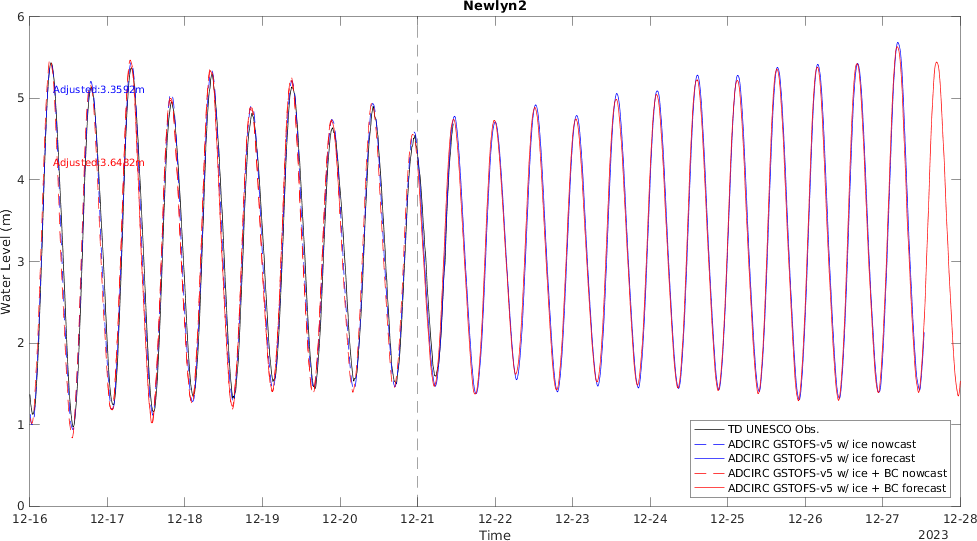 Newlyn2
6
5
4
3
2
1
0
Water Level (m)
Adjusted:3.3592m
Adjusted:3.6482m
TD UNESCO Obs.
ADCIRC GSTOFS-v5 w/ ice nowcast
ADCIRC GSTOFS-v5 w/ ice forecast
ADCIRC GSTOFS-v5 w/ ice + BC nowcast
ADCIRC GSTOFS-v5 w/ ice + BC forecast
12-16 12-17 12-18 12-19 12-20 12-21 12-22 12-23 12-24 12-25 12-26 12-27 12-28
Time
2023